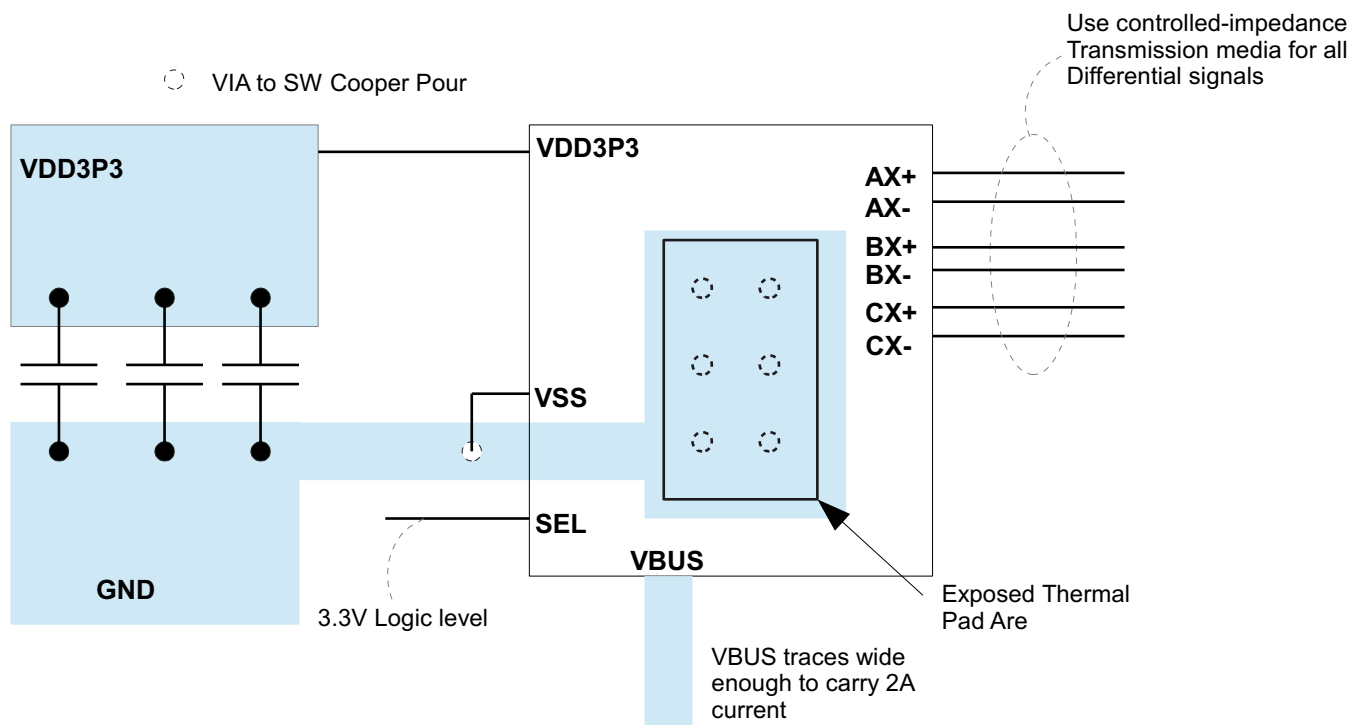 Use controlled-impedance
Transmission media for all
Differential signals
VIA to SW Cooper Pour
VDD3P3
VDD3P3
AX+
AX-
BX+
BX-
CX+
CX-
VSS
SEL
VBUS
GND
3.3V Logic level
Exposed Thermal
Pad Are
VBUS traces wide
enough to carry 2A
current